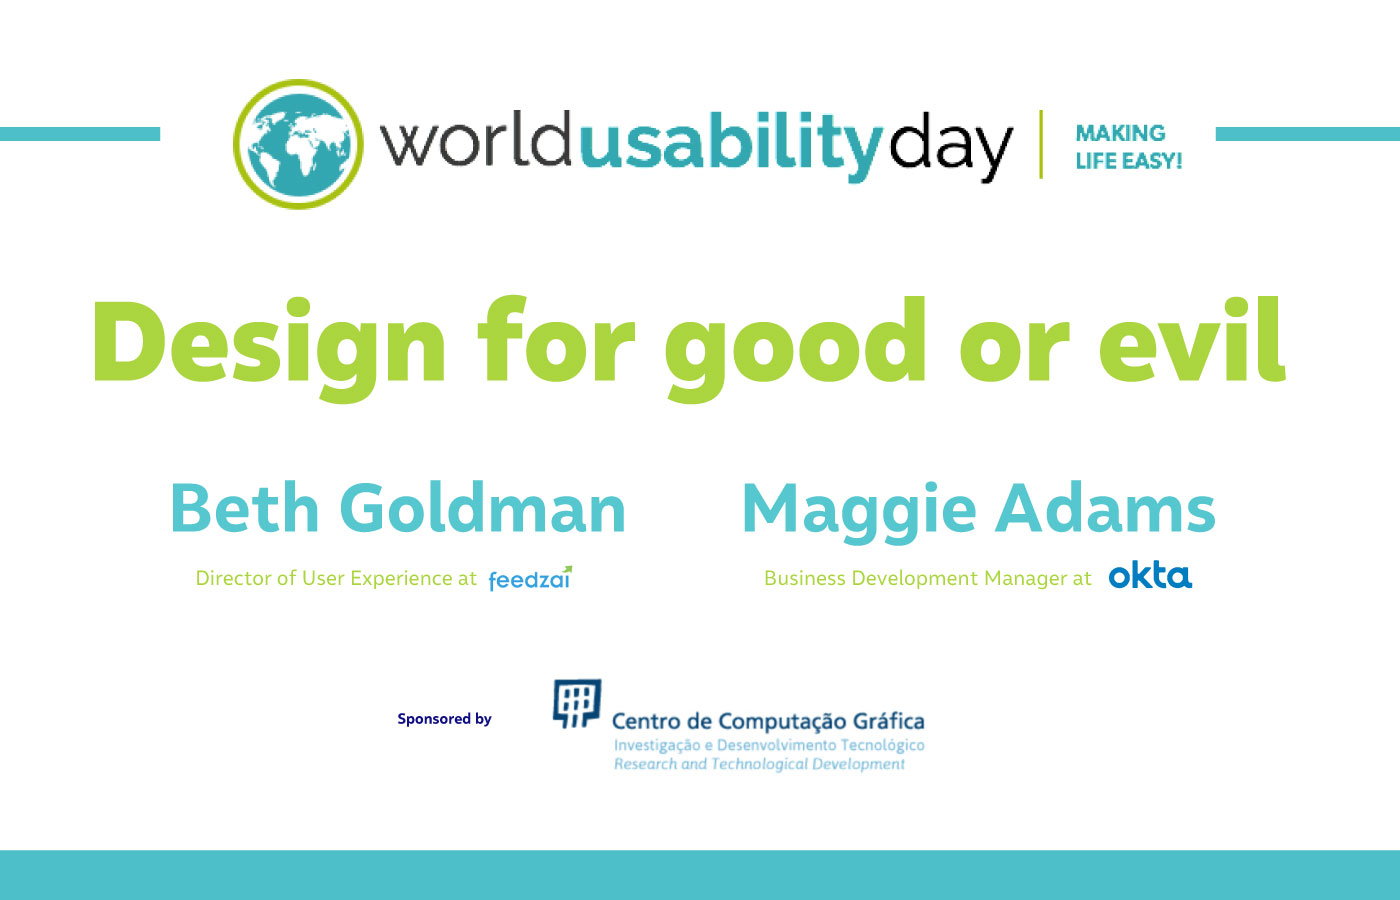 worldusabilityday
MAKING
LIFE EASY!
Design for good or evil
Beth Goldman
Director of User Experience at feedzai
Maggie Adams
Business Development Manager at okta
Sponsored by
Centro de Computação Gráfica
Investigação e Desenvolvimento Tecnológico
Research and Technological Development